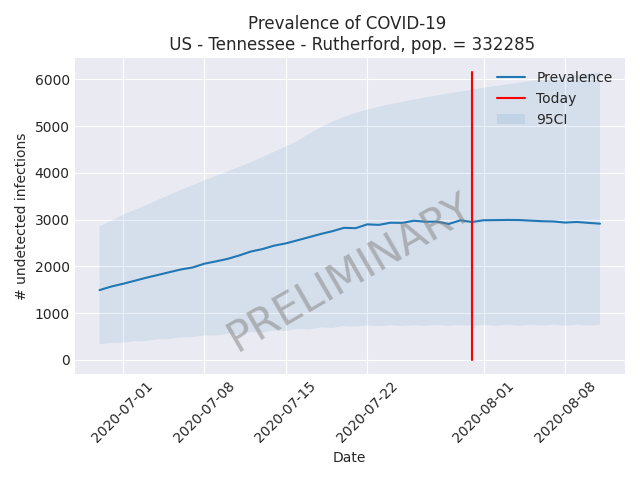 Prevalence of COVID-19
US - Tennessee - Rutherford, pop. = 332285
6000
5000
4000
3000
2000
1000
0
# undetected infections
Prevalence
Today
95CI
PRELIMINARY
2020-07-01
2020-07-08
2020-07-15
2020-07-22
2020-08-01
2020-08-08
Date